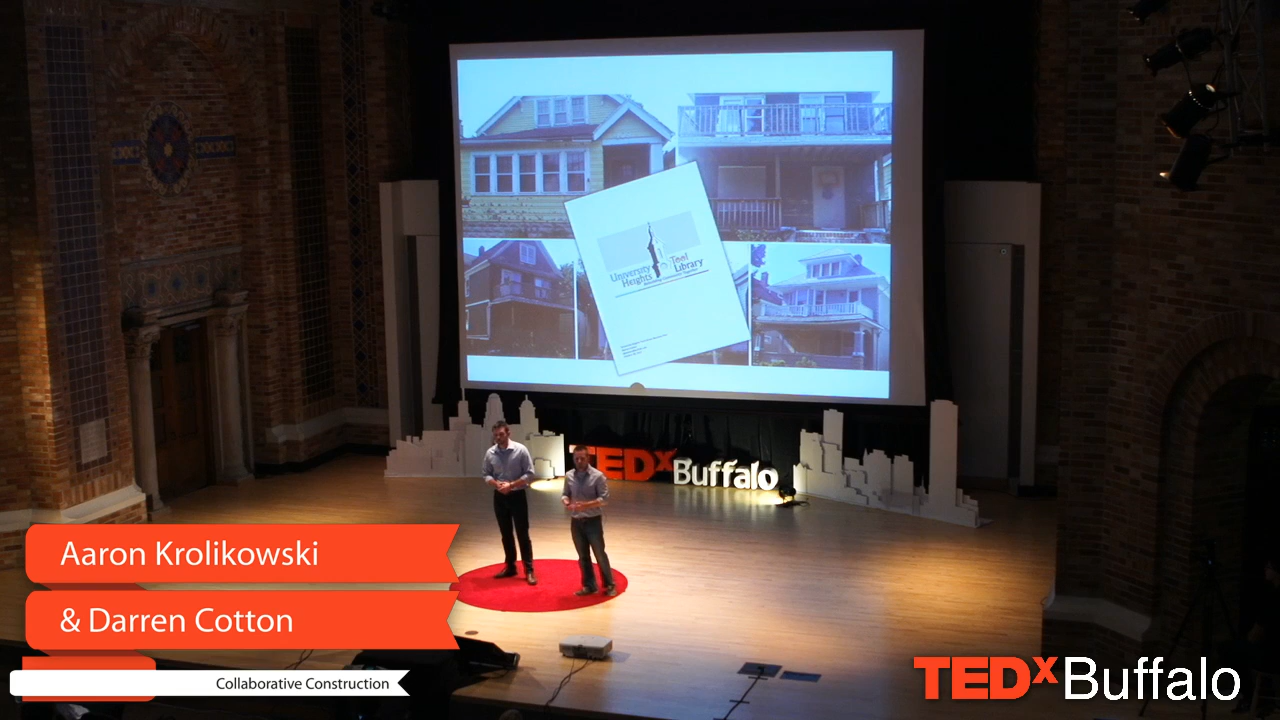 University
Heights
Tool
Library
TEDxBuffalo
Aaron Krolikowski
& Darren Cotton
Collaborative Construction
TEDxBuffalo